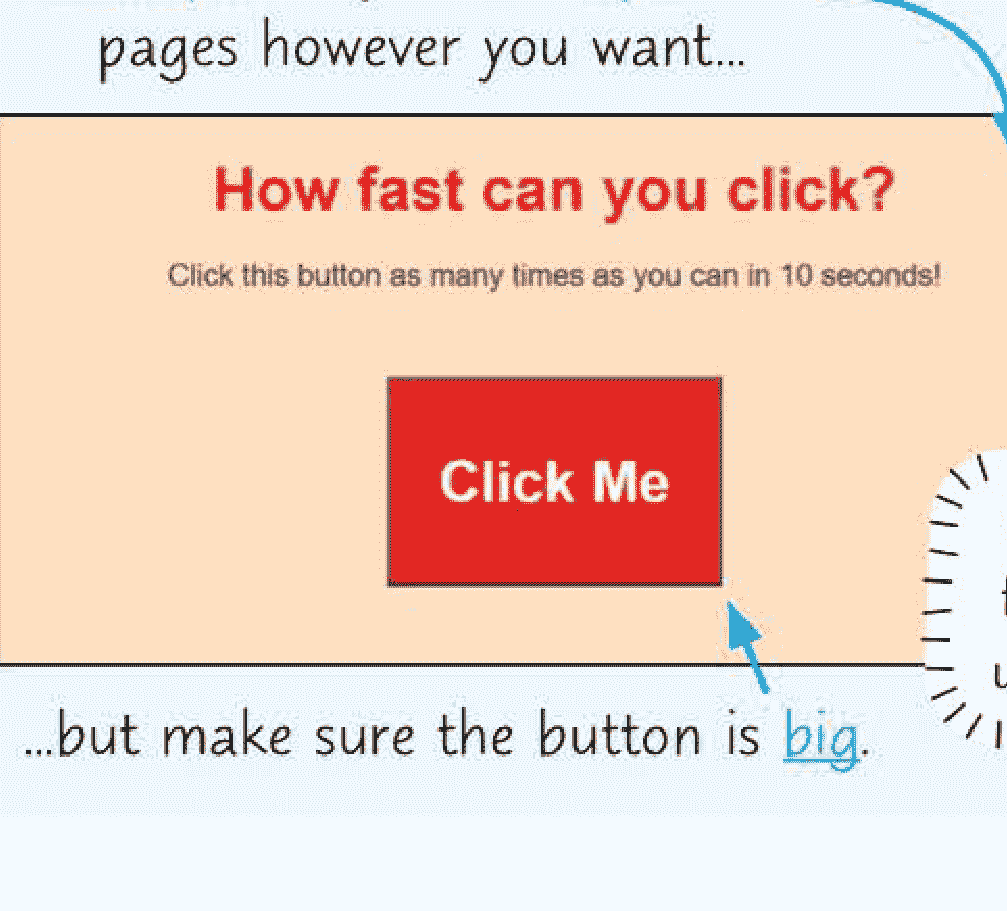 pages however you want...
How fast can you click?
Click this button as many times as you can in 10 seconds!
Click Me
...but make sure the button is big.